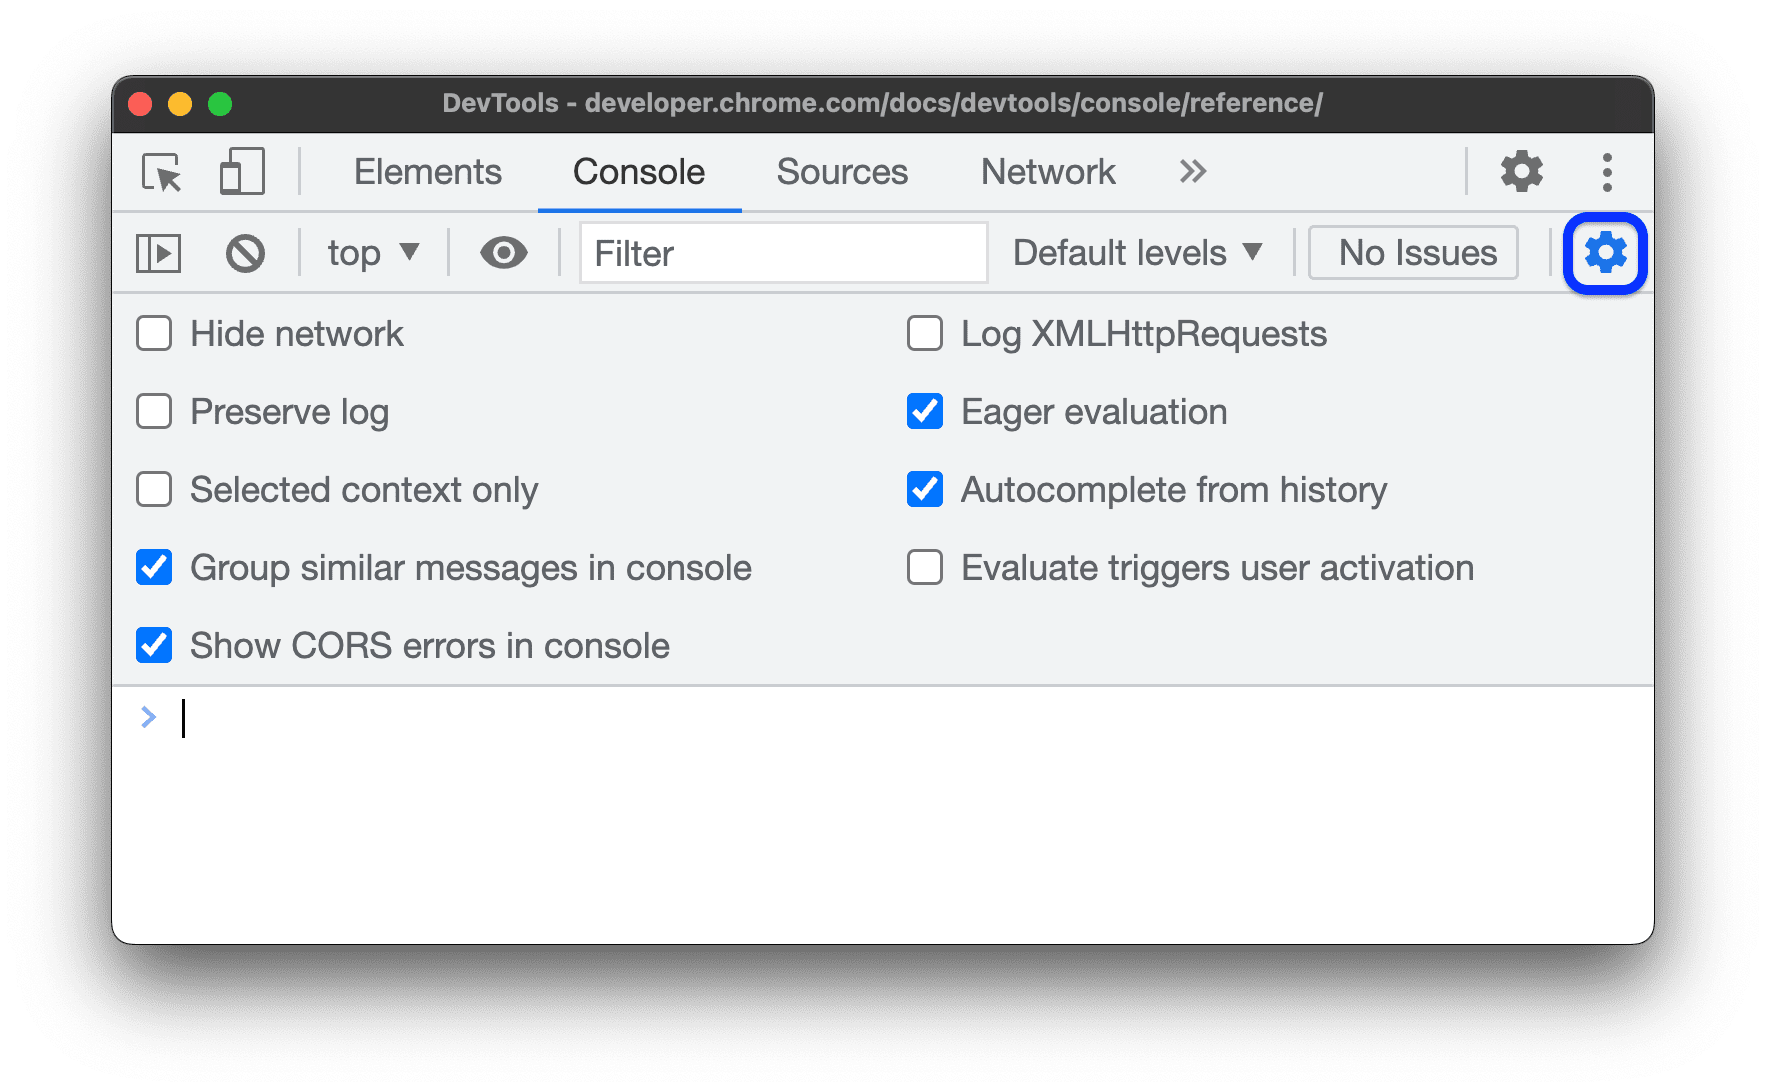 DevTools - developer.chrome.com/docs/devtools/console/reference/
Elements Console Sources Network
top Filter Default levels No Issues
Hide network Log XMLHttpRequests
Preserve log Eager evaluation
Selected context only Autocomplete from history
Group similar messages in console Evaluate triggers user activation
Show CORS errors in console